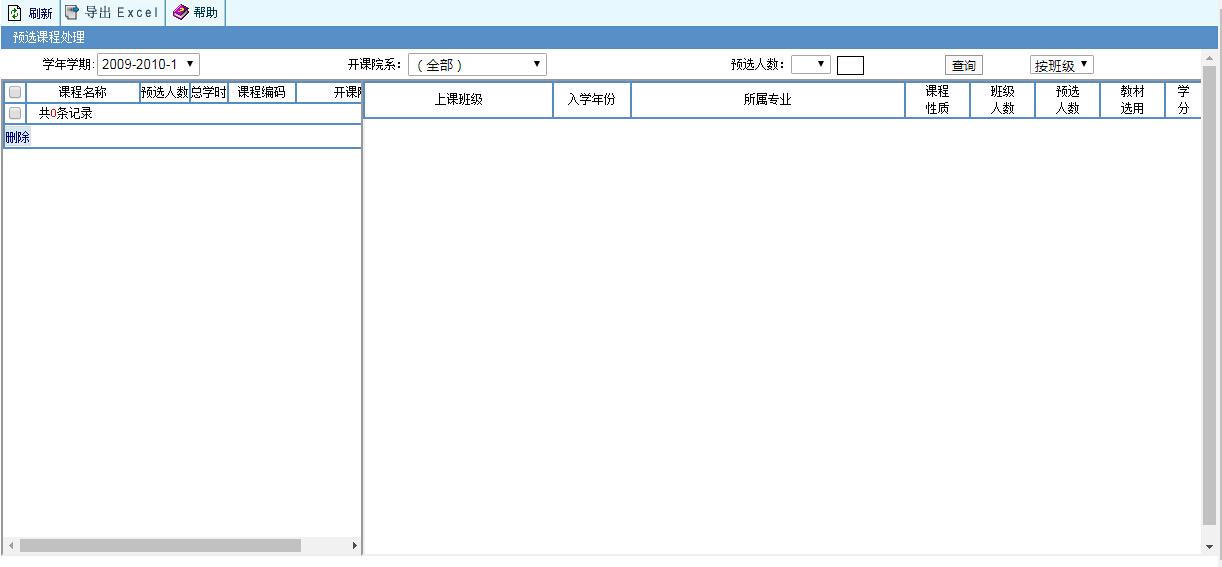 刷新 导出 Excel 帮助
预选课程处理
学年学期: 2009-2010-1 开课院系： （全部） 预选人数： 查询 按班级
课程名称 预选人数 总学时 课程编码 开课
共0条记录
删除
上课班级 入学年份 所属专业 课程性质 班级人数 预选人数 教材选用 学分